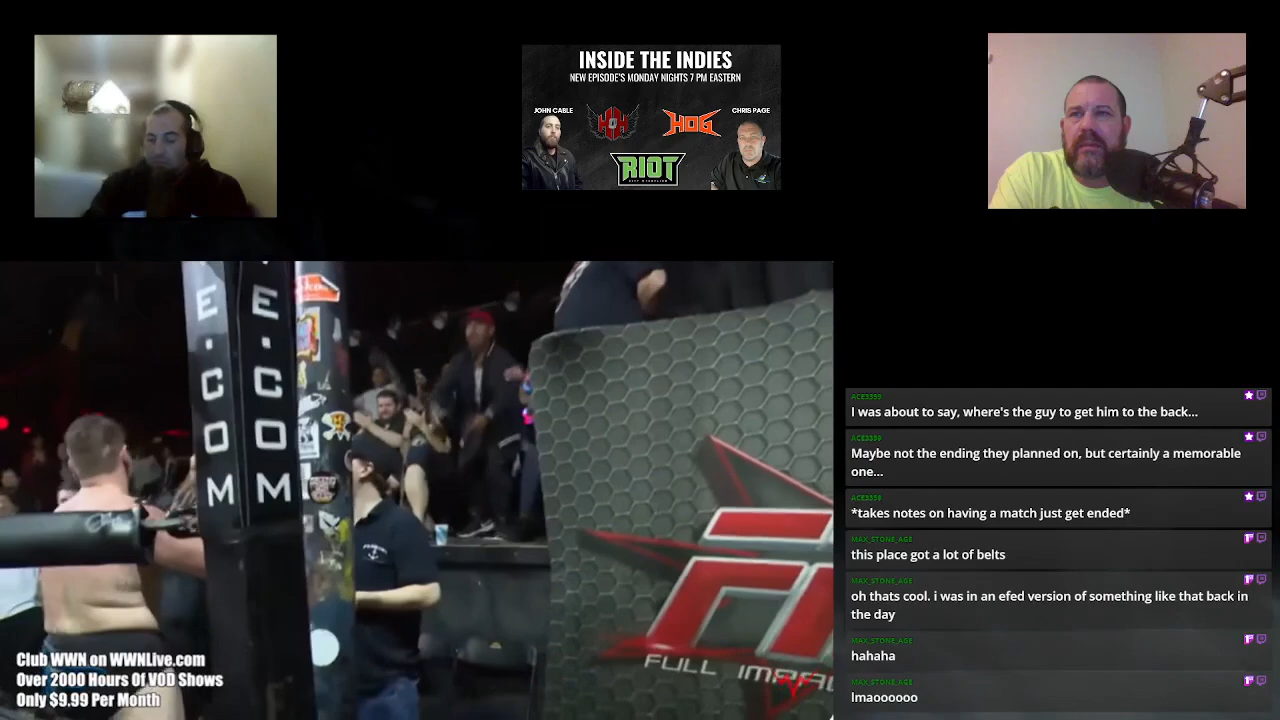 INSIDE THE INDIES
NEW EPISODE'S MONDAY NIGHTS 7 PM EASTERN
JOHN CABLE
CHRIS PAGE
HOG
RIOT
E.COM
E.COM
FULL IMPA
Club WWN on WWNLive.com
Over 2000 Hours Of VOD Shows
Only $9.99 Per Month
ACE3359
I was about to say, where's the guy to get him to the back...
ACE3359
Maybe not the ending they planned on, but certainly a memorable
one...
ACE3359
*takes notes on having a match just get ended*
MAX_STONE_AGE
this place got a lot of belts
MAX_STONE_AGE
oh thats cool. i was in an efed version of something like that back in
the day
MAX_STONE_AGE
hahaha
MAX_STONE_AGE
lmaoooooo